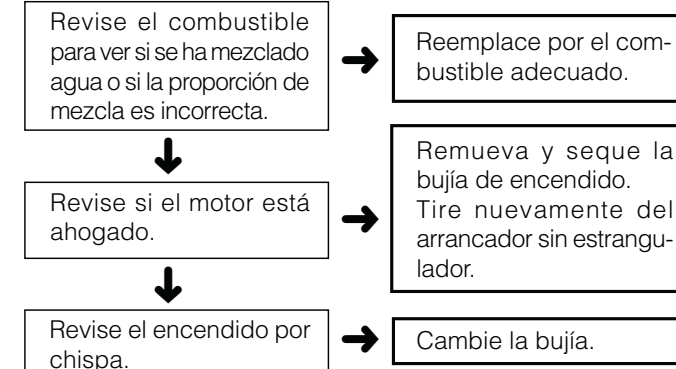 Revise el combustible
para ver si se ha mezclado
agua o si la proporción de
mezcla es incorrecta.
Reemplace por el com-
bustible adecuado.
Revise si el motor está
ahogado.
Remueva y seque la
bujía de encendido.
Tire nuevamente del
arrancador sin estrangu-
lador.
Revise el encendido por
chispa.
Cambie la bujía.